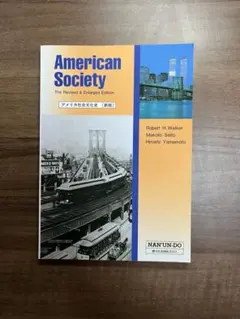 American
Society
The Revised & Enlarged Edition
アメリカ社会文化史 [新版]
Robert H Walker
Makoto Saito
Hiroshi Yamamoto
NAN'UN-DO